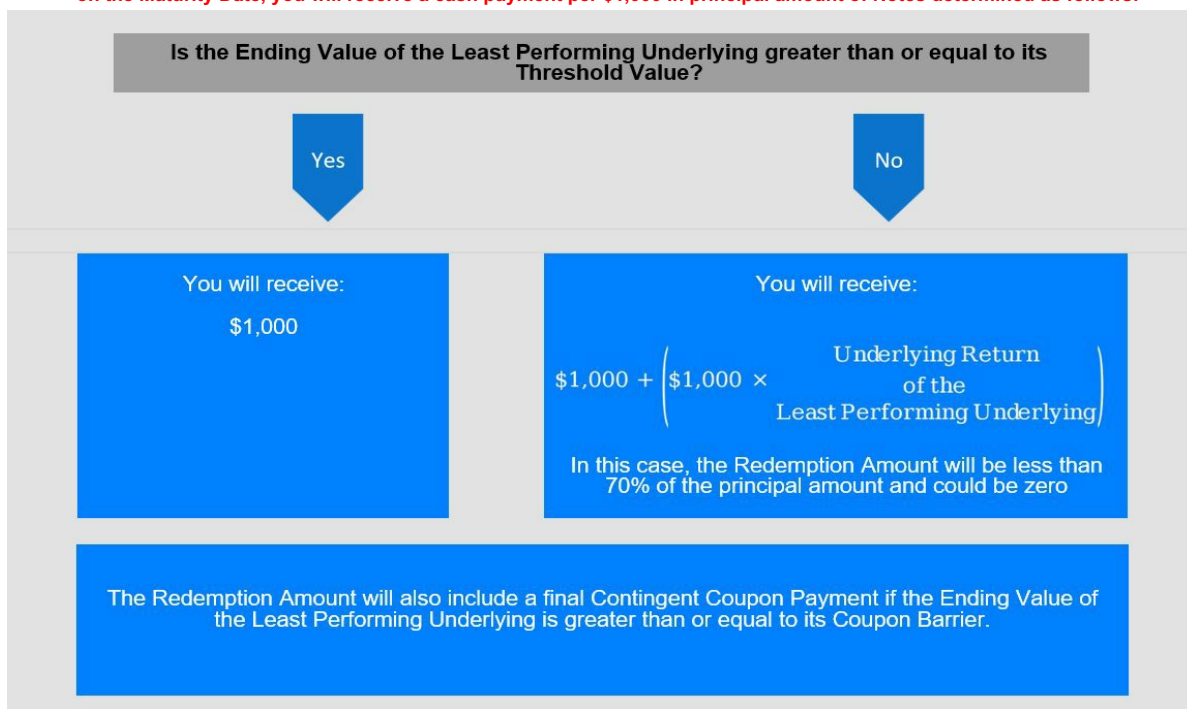 on the Maturity Date, you will receive a cash payment per $1,000 in principal amount of Notes determined as follows:
Is the Ending Value of the Least Performing Underlying greater than or equal to its
Threshold Value?
Yes
No
You will receive:
$1,000
You will receive:
$1,000 + ($1,000 × Underlying Return
of the
Least Performing Underlying)
In this case, the Redemption Amount will be less than
70% of the principal amount and could be zero
The Redemption Amount will also include a final Contingent Coupon Payment if the Ending Value of
the Least Performing Underlying is greater than or equal to its Coupon Barrier.